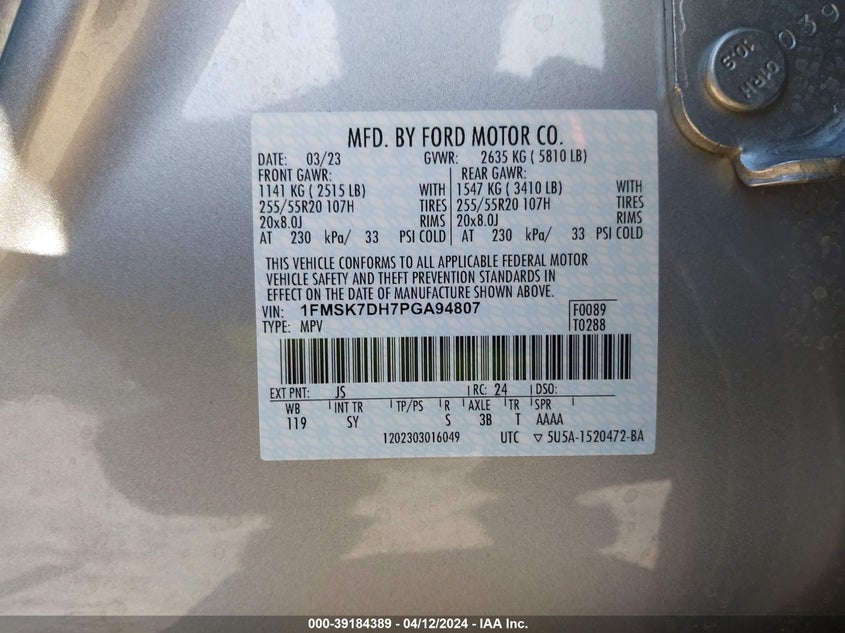 039
01RH
10.9
MFD. BY FORD MOTOR CO.
DATE: 03/23 GVWR: 2635 KG ( 5810 LB)
FRONT GAWR: REAR GAWR:
1141 KG ( 2515 LB) WITH 1547 KG ( 3410 LB) WITH
255/55R20 107H TIRES 255/55R20 107H TIRES
20x8.0J RIMS 20x8.0J RIMS
AT 230 kPa/ 33 PSI COLD AT 230 kPa/ 33 PSI COLD
THIS VEHICLE CONFORMS TO ALL APPLICABLE FEDERAL MOTOR
VEHICLE SAFETY AND THEFT PREVENTION STANDARDS IN
EFFECT ON THE DATE OF MANUFACTURE SHOWN ABOVE.
VIN: 1FMSK7DH7PGA94807 F0089
TYPE: MPV T0288
EXT PNT: JS RC: 24 DSO:
WB INT TR TP/PS R AXLE TR SPR
119 SY S 3B T AAAA
1202303016049 UTC ▽ 5U5A-1520472-BA
000-39184389 - 04/12/2024 - IAA Inc.